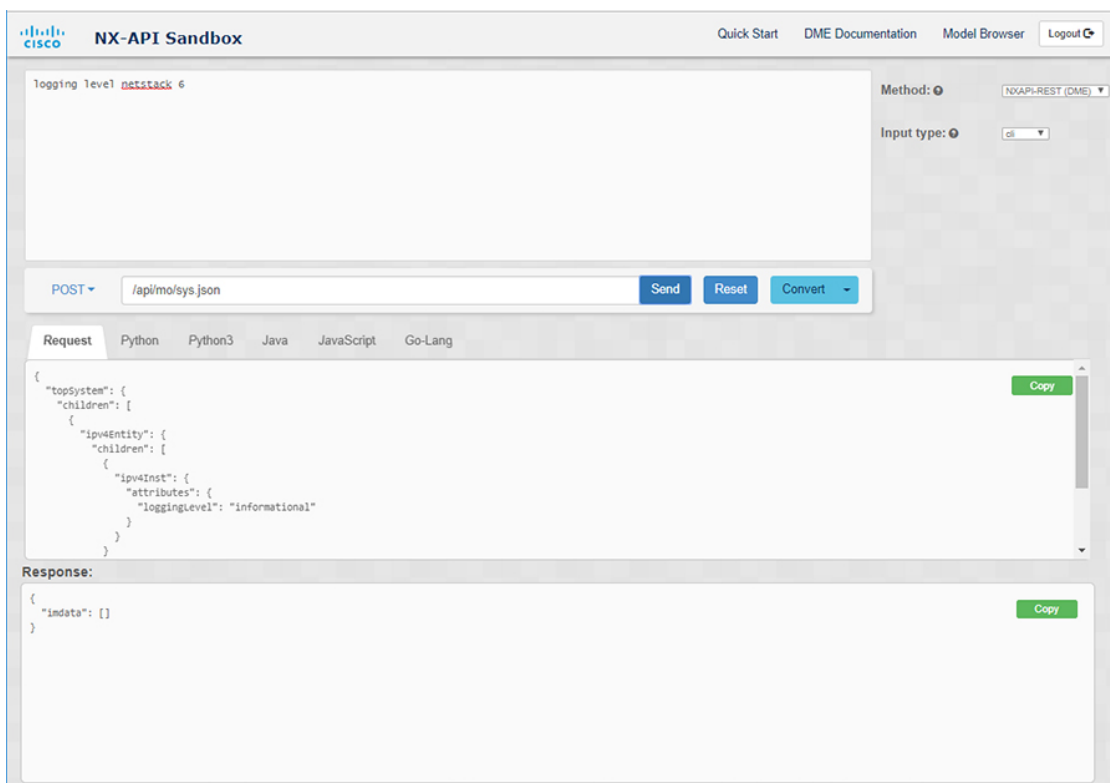 CISCO
NX-API Sandbox
Quick Start
DME Documentation
Model Browser
Logout
logging level netstack 6
Method:
NXAPI-REST (DME)
Input type:
cli
POST
/api/mo/sys.json
Send
Reset
Convert
Request
Python
Python3
Java
JavaScript
Go-Lang
Copy
{
"topSystem": {
"children": [
{
"ipv4Entity": {
"children": [
{
"ipv4Inst": {
"attributes": {
"loggingLevel": "informational"
}
}
}
Response:
Copy
{
"imdata": []
}